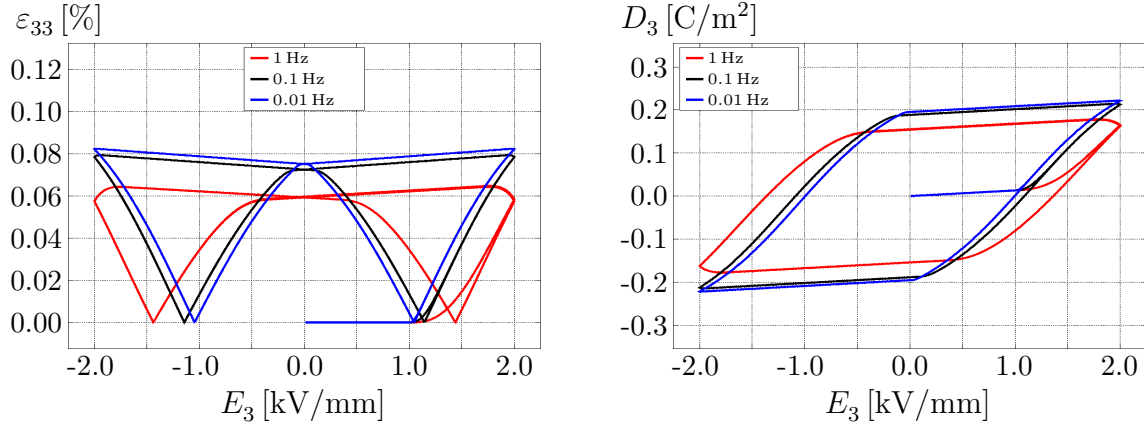 ε₃₃ [%]
0.12
0.10
0.08
0.06
0.04
0.02
0.00
1 Hz
0.1 Hz
0.01 Hz
-2.0 -1.0 0.0 1.0 2.0
E₃ [kV/mm]
D₃ [C/m²]
0.3
0.2
0.1
0.0
-0.1
-0.2
-0.3
1 Hz
0.1 Hz
0.01 Hz
-2.0 -1.0 0.0 1.0 2.0
E₃ [kV/mm]